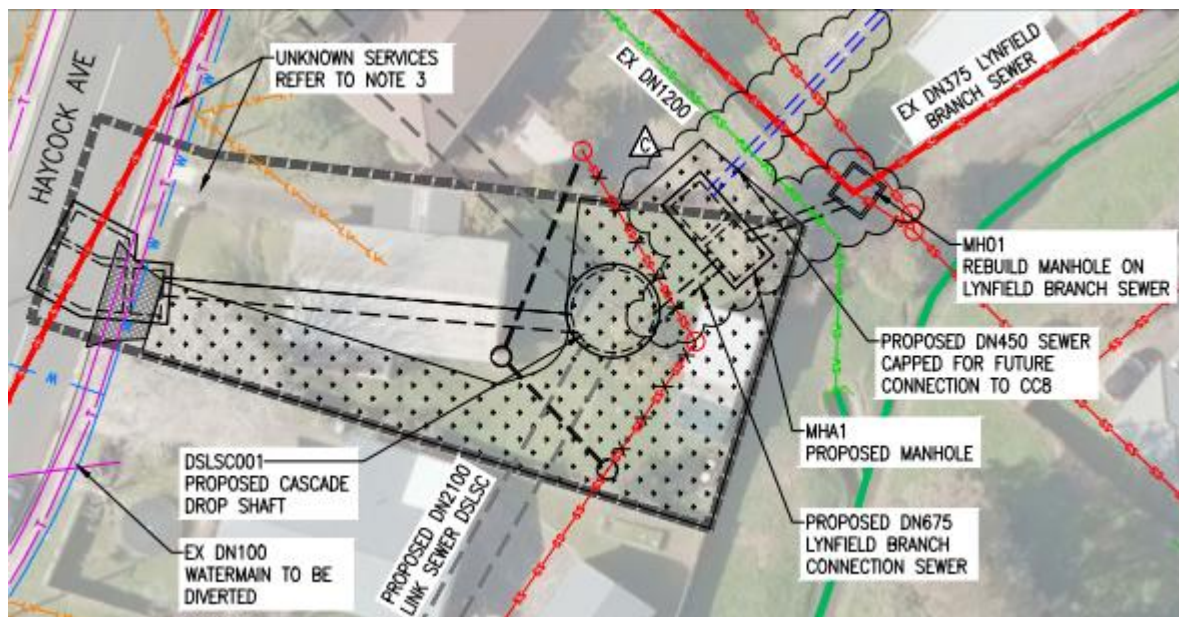 UNKNOWN SERVICES
REFER TO NOTE 3
HAYCOCK AVE
EX DN1200
EX DN375 LYNFIELD
BRANCH SEWER
C
MH01
REBUILD MANHOLE ON
LYNFIELD BRANCH SEWER
PROPOSED DN450 SEWER
CAPPED FOR FUTURE
CONNECTION TO CC8
MHA1
PROPOSED MANHOLE
PROPOSED DN675
LYNFIELD BRANCH
CONNECTION SEWER
DSLSC001
PROPOSED CASCADE
DROP SHAFT
PROPOSED DN2100
LINK SEWER DSLSC
EX DN100
WATERMAIN TO BE
DIVERTED